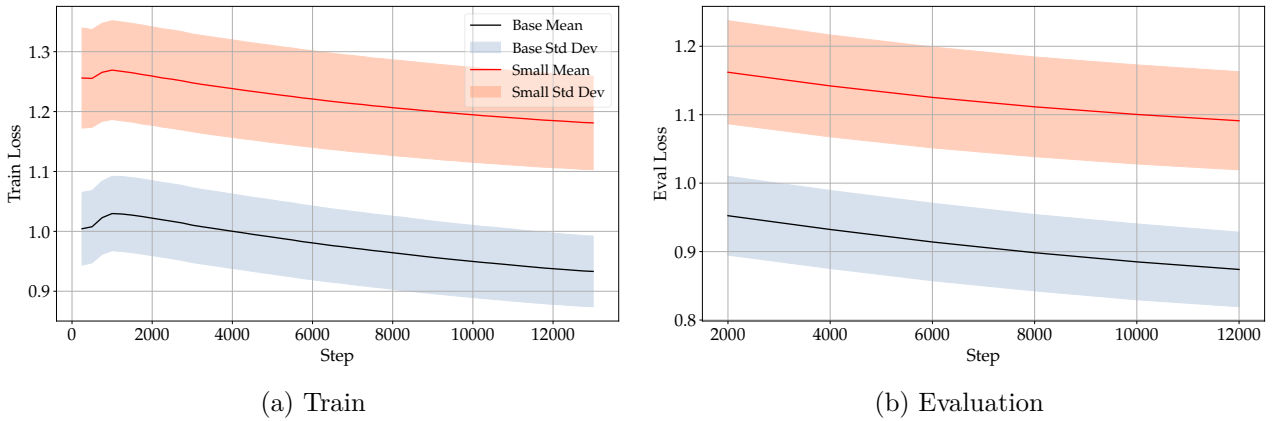 Train Loss
1.3
1.2
1.1
1.0
0.9
0
2000
4000
6000
8000
10000
12000
Step
Base Mean
Base Std Dev
Small Mean
Small Std Dev
(a) Train
Eval Loss
1.2
1.1
1.0
0.9
0.8
2000
4000
6000
8000
10000
12000
Step
(b) Evaluation